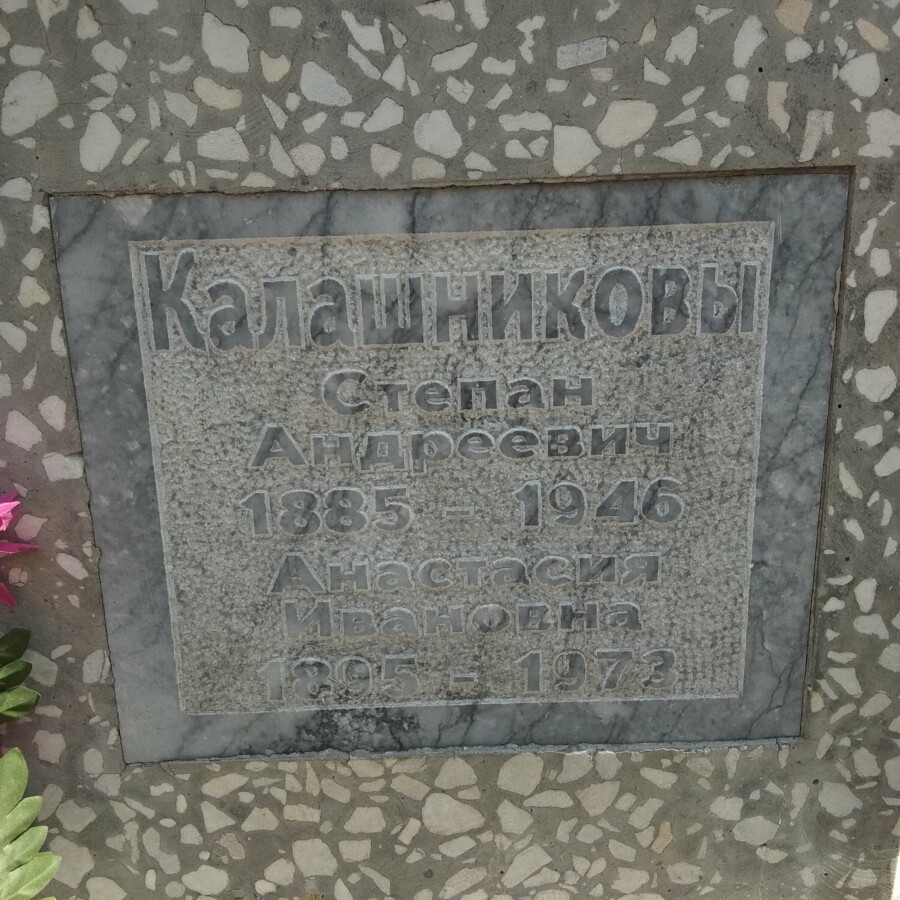 Калашниковы
Степан
Андреевич
1885 - 1946
Анастасия
Ивановна
1895 - 1973